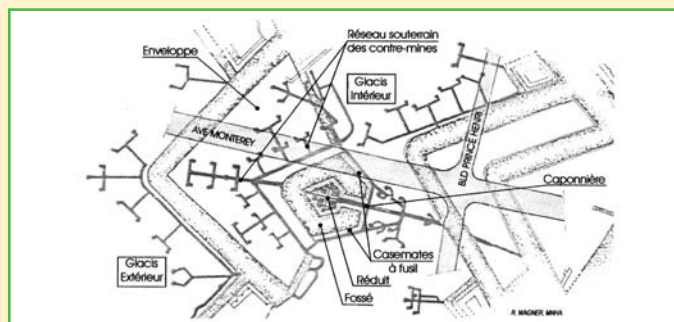 Réseau souterrain
des contre-mines
Enveloppe
Glacis
Intérieur
AVE MONTEREY
BLD PRINCE HENRI
Caponnière
Casemates
à fusil
Glacis
Extérieur
Réduit
Fossé
R. WAGNER, MNHA